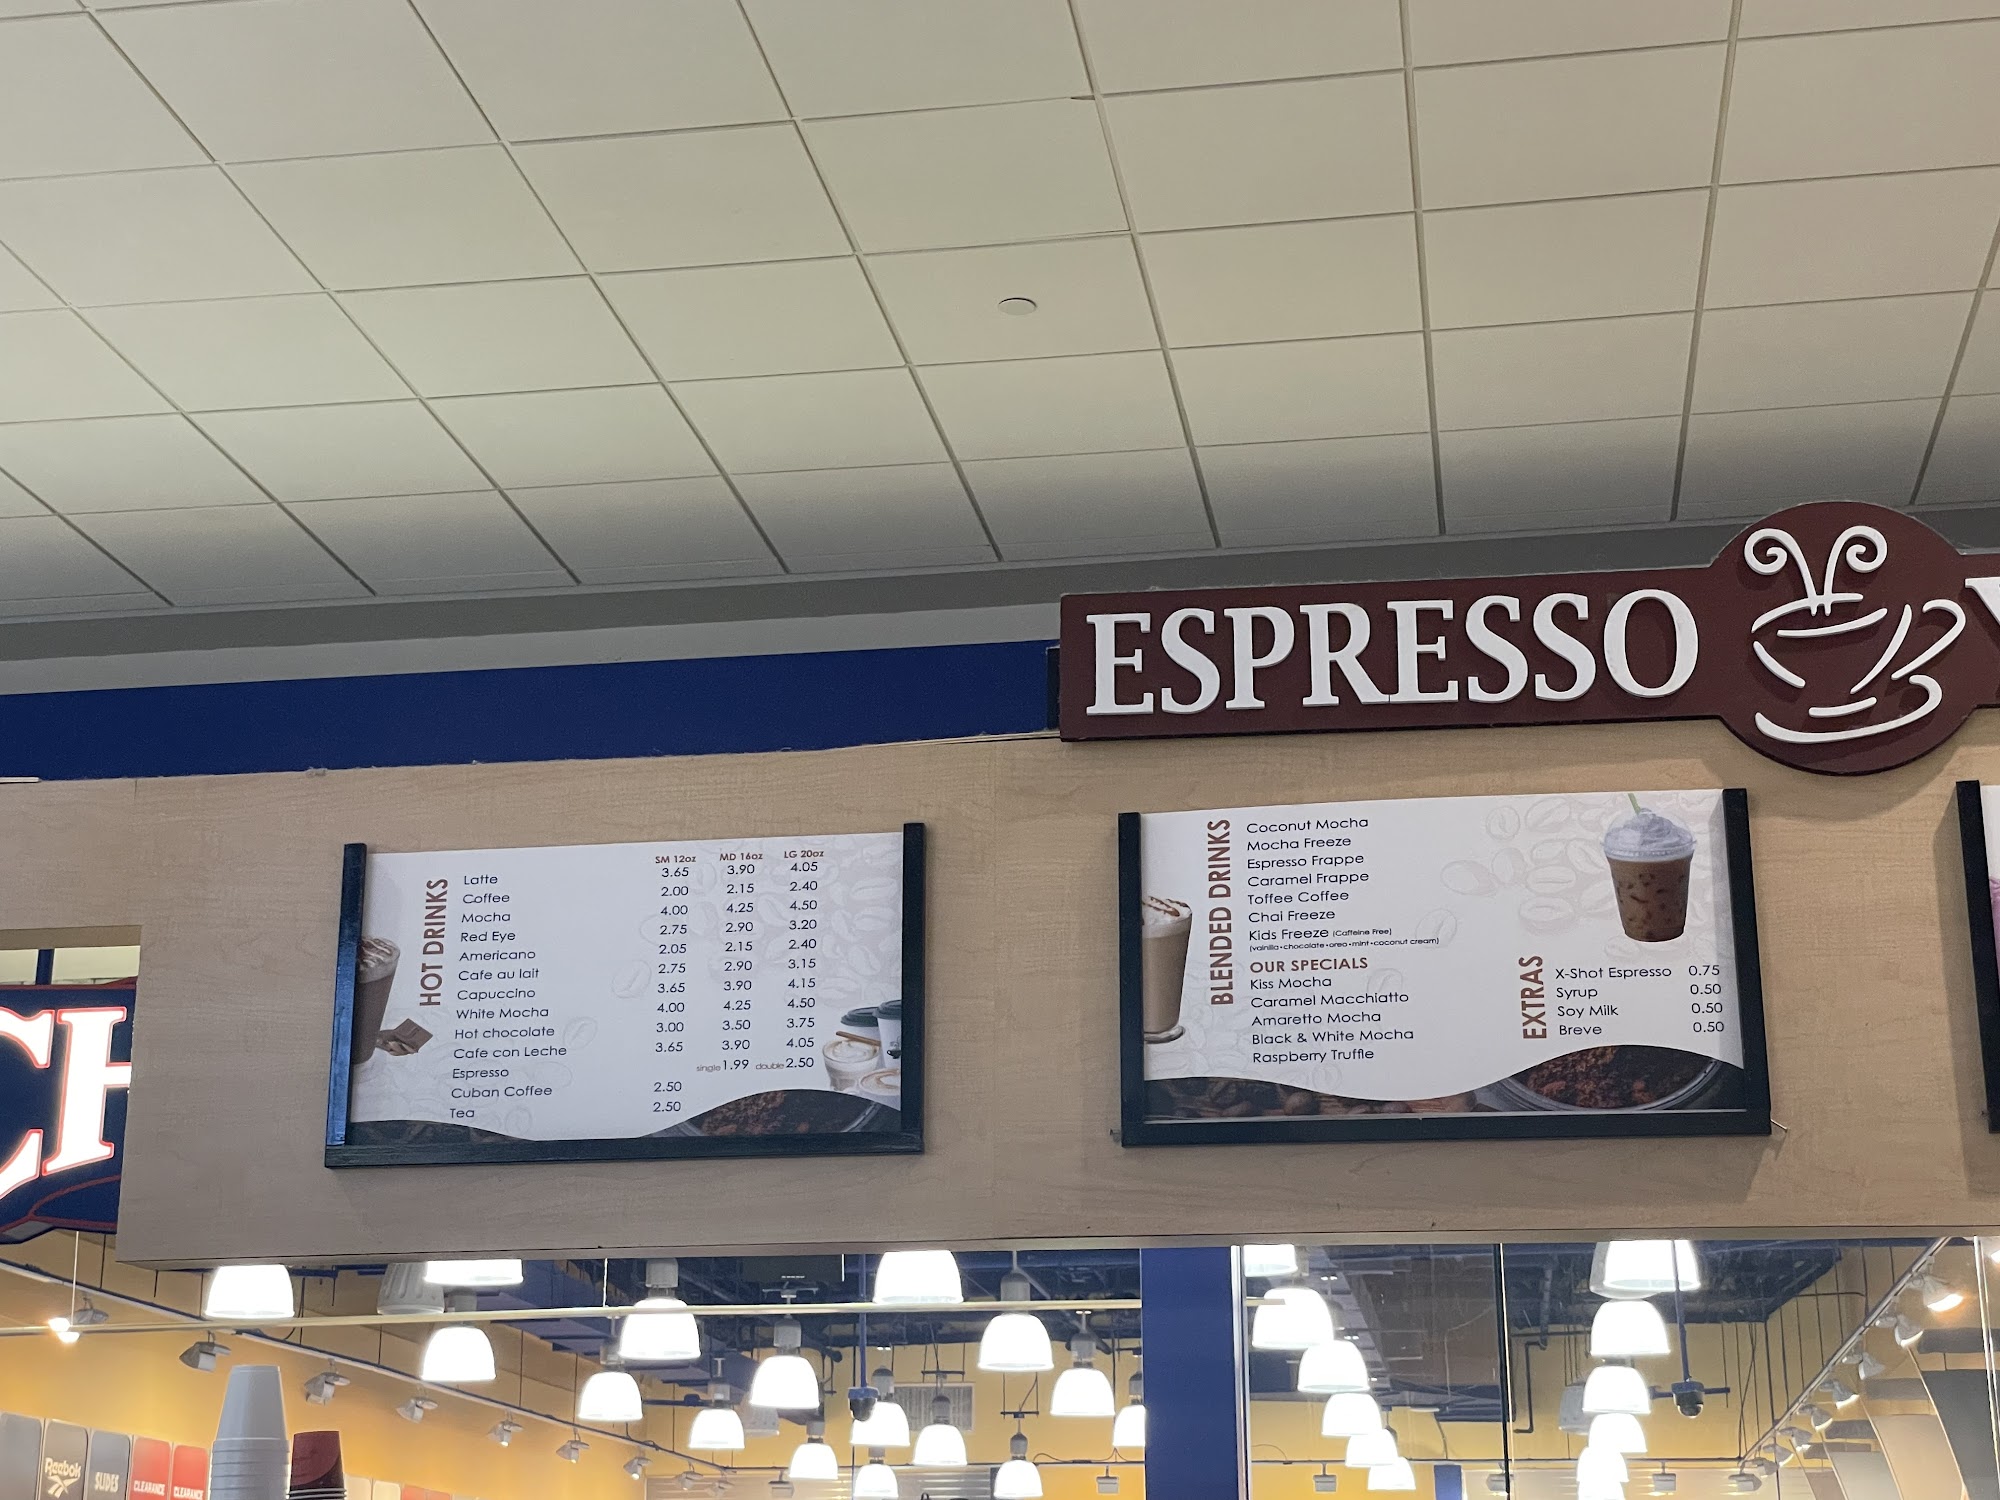 ESPRESSO
HOT DRINKS
SM 12oz MD 16oz LG 20oz
Latte 3.65 3.90 4.05
Coffee 2.00 2.15 2.40
Mocha 4.00 4.25 4.50
Red Eye 2.75 2.90 3.20
Americano 2.05 2.15 2.40
Cafe au lait 2.75 2.90 3.15
Capuccino 3.65 3.90 4.15
White Mocha 4.00 4.25 4.50
Hot chocolate 3.00 3.50 3.75
Cafe con Leche 3.65 3.90 4.05
Espresso single 1.99 double 2.50
Cuban Coffee 2.50
Tea 2.50
BLENDED DRINKS
Coconut Mocha
Mocha Freeze
Espresso Frappe
Caramel Frappe
Toffee Coffee
Chai Freeze
Kids Freeze (Caffeine Free)
(vainilla•chocolate•oreo•mint•coconut cream)
OUR SPECIALS
Kiss Mocha
Caramel Macchiatto
Amaretto Mocha
Black & White Mocha
Raspberry Truffle
EXTRAS
X-Shot Espresso 0.75
Syrup 0.50
Soy Milk 0.50
Breve 0.50
CH
Reebok
SLIDES
CLEARANCE
CLEARANCE